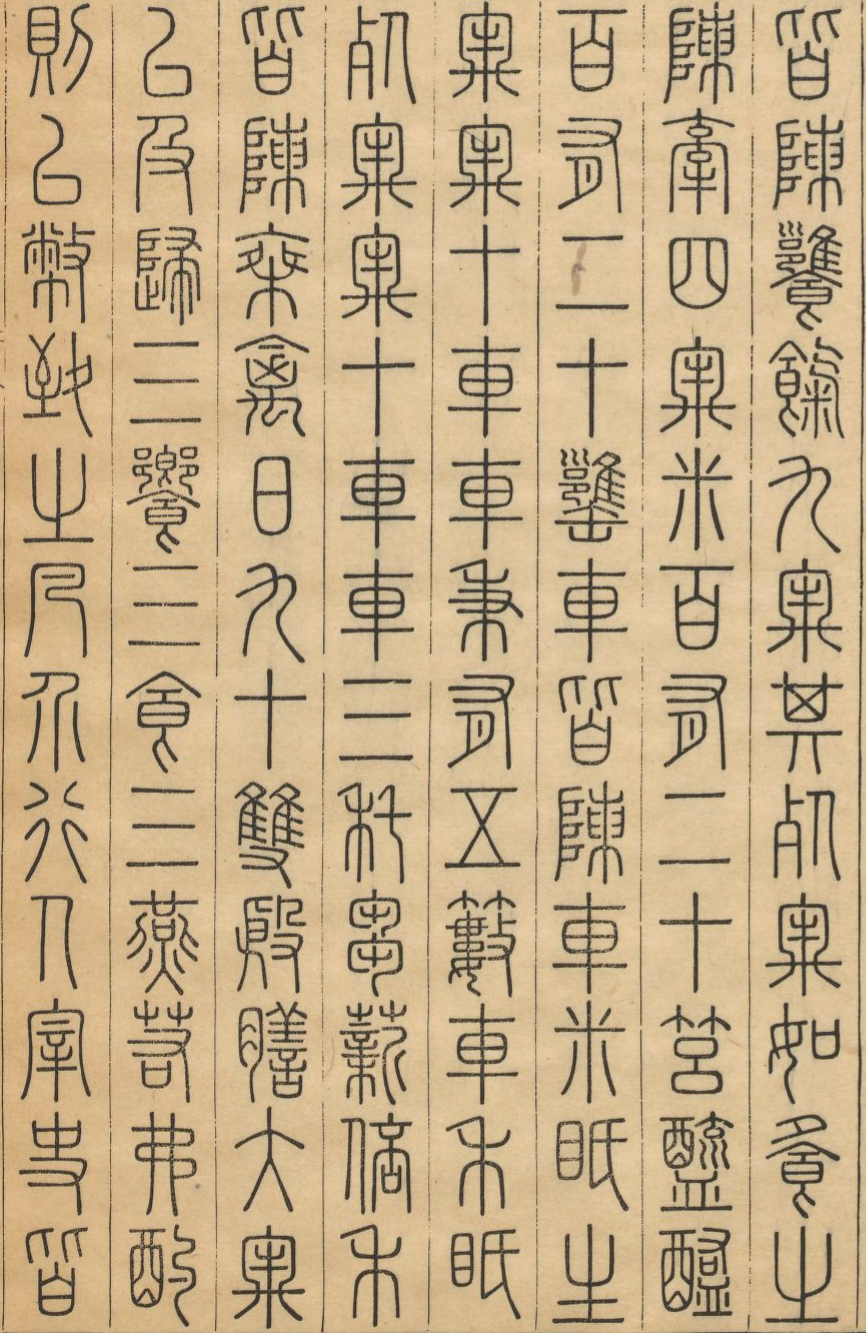 皆陳饔餼九牢其死牢如飧之
陳牽四牢米百有二十筥醯醢
百有二十罋車皆陳車米眡生
牢牢十車車秉有五籔車禾眡
死牢牢十車車三秅芻薪倍禾
皆陳乘禽日九十雙殷膳大牢
以及歸三饗三食三燕若弗酌
則以幣致之凡介行人宰史皆